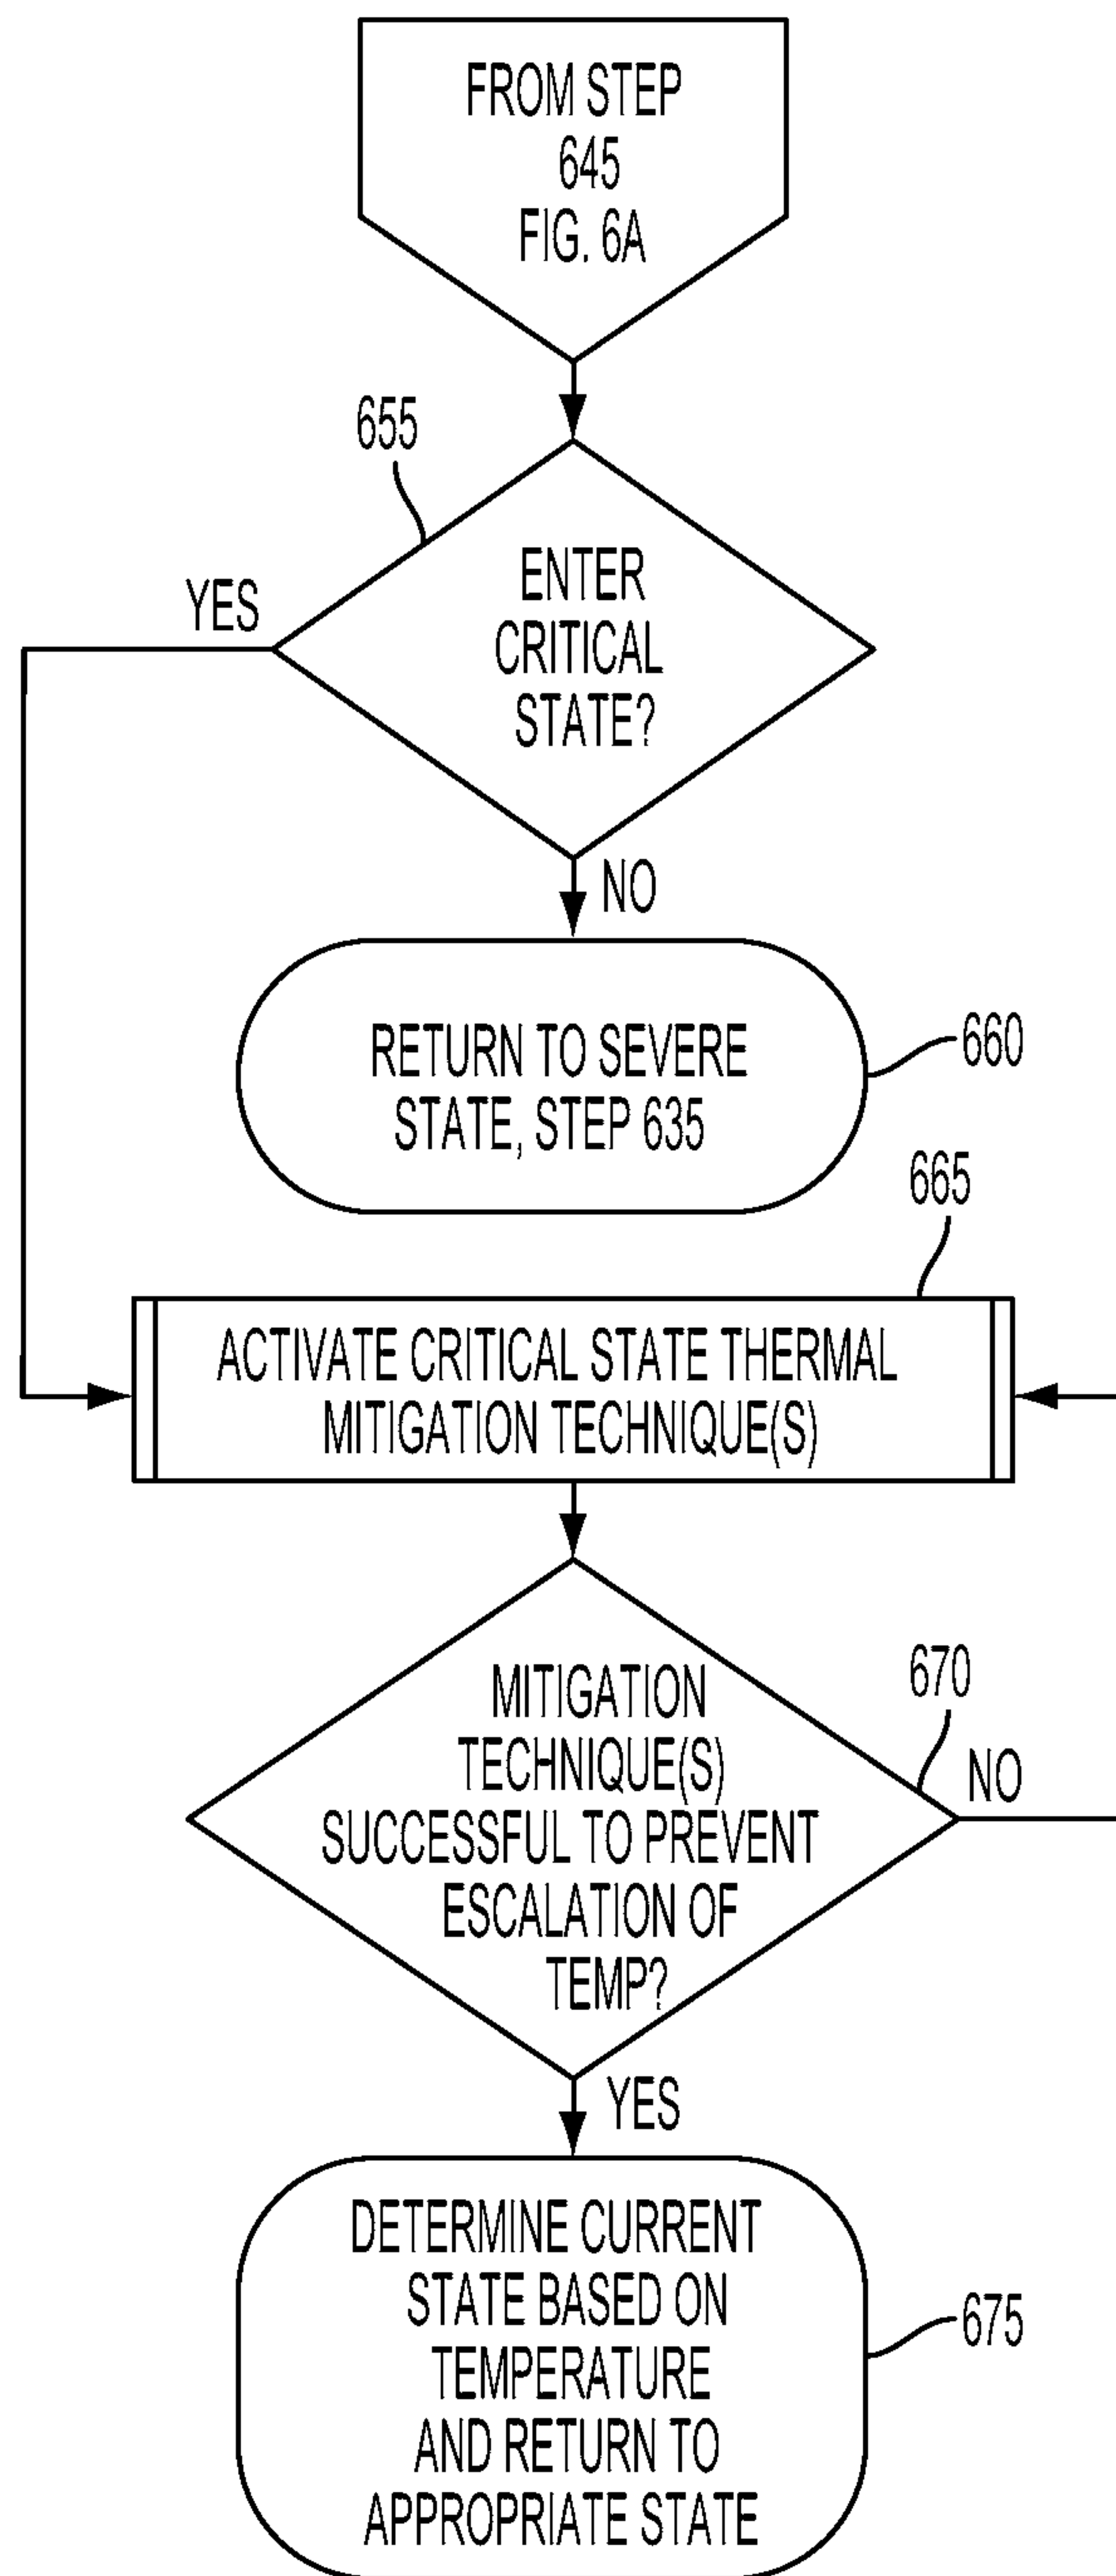 FROM STEP
645
FIG. 6A
655
YES
ENTER
CRITICAL
STATE?
NO
RETURN TO SEVERE
STATE, STEP 635
660
665
ACTIVATE CRITICAL STATE THERMAL
MITIGATION TECHNIQUE(S)
670
NO
MITIGATION
TECHNIQUE(S)
SUCCESSFUL TO PREVENT
ESCALATION OF
TEMP?
YES
DETERMINE CURRENT
STATE BASED ON
TEMPERATURE
AND RETURN TO
APPROPRIATE STATE
675